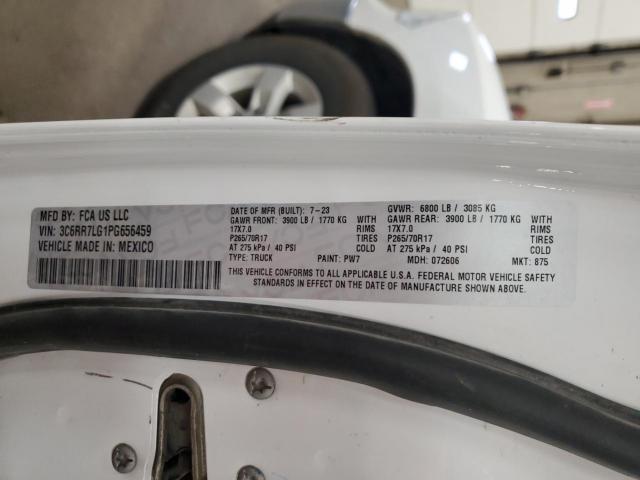 MFD BY: FCA US LLC
VIN: 3C6RR7LG1PG656459
VEHICLE MADE IN: MEXICO
DATE OF MFR (BUILT): 7-23
GAWR FRONT: 3900 LB / 1770 KG
17X7.0 RIMS
P265/70R17 TIRES
AT 275 kPa / 40 PSI COLD
TYPE: TRUCK PAINT: PW7
GVWR: 6800 LB / 3085 KG
GAWR REAR: 3900 LB / 1770 KG
17X7.0 RIMS
P265/70R17 TIRES
AT 275 kPa / 40 PSI COLD
MDH: 072606 MKT: 875
THIS VEHICLE CONFORMS TO ALL APPLICABLE U.S.A. FEDERAL MOTOR VEHICLE SAFETY
STANDARDS IN EFFECT ON THE DATE OF MANUFACTURE SHOWN ABOVE.